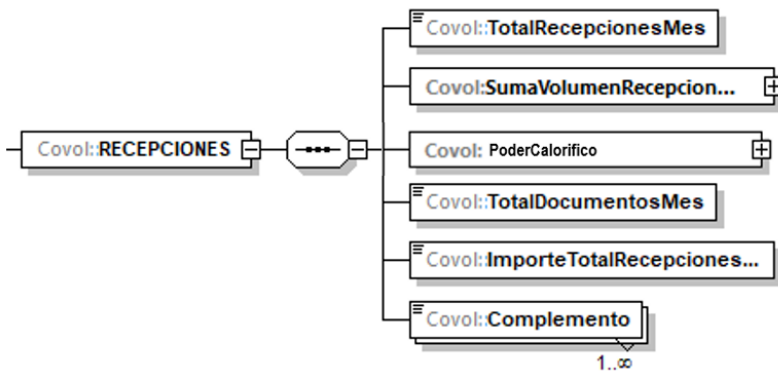 Covol::TotalRecepcionesMes
Covol:SumaVolumenRecepcion...
Covol::RECEPCIONES
Covol: PoderCalorifico
Covol::TotalDocumentosMes
Covol::ImporteTotalRecepciones...
Covol::Complemento
1..∞